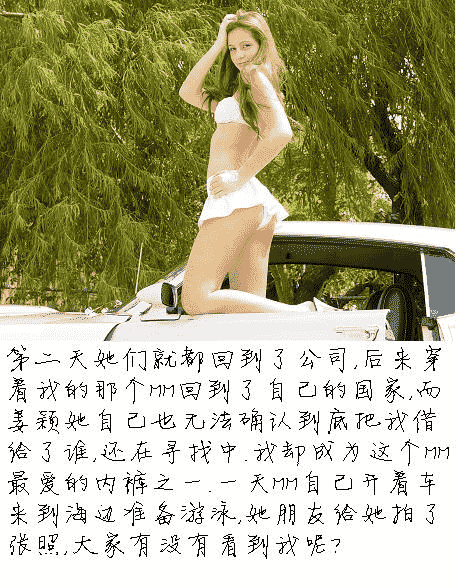 第二天她们就都回到了公司,后来穿
着我的那个MM回到了自己的国家,而
姜颖她自己也无法确认到底把我借
给了谁,还在寻找中.我却成为这个MM
最爱的内裤之一.一天MM自己开着车
来到海边准备游泳,她朋友给她拍了
张照,大家有没有看到我呢?